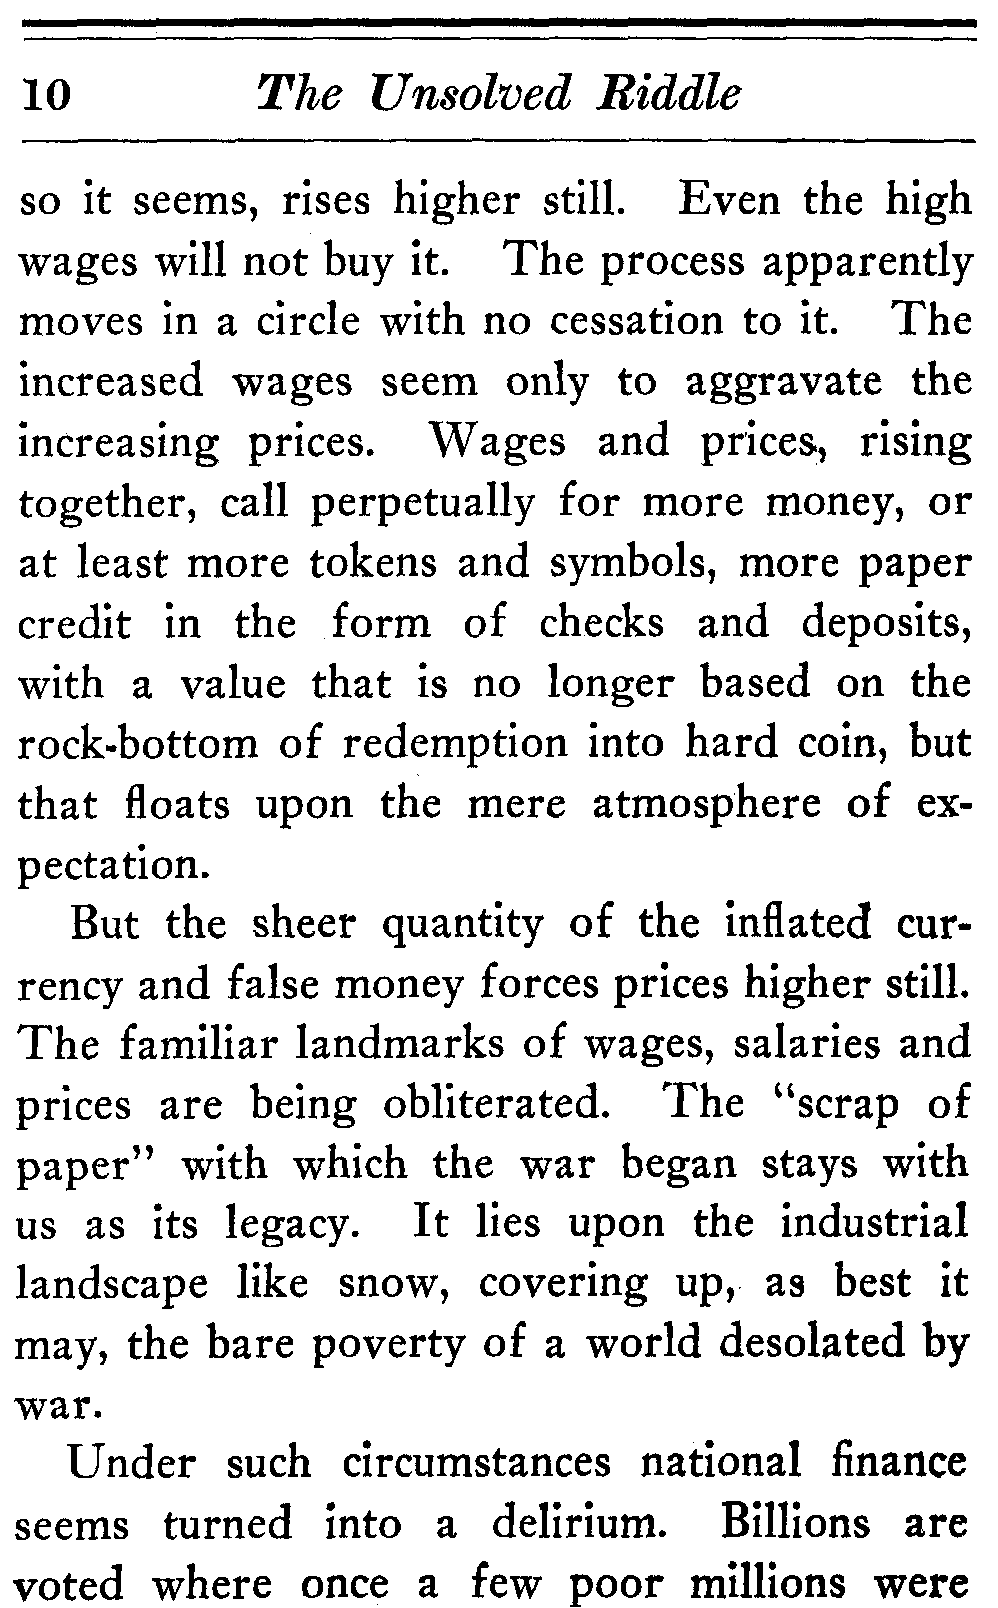 10 The Unsolved Riddle
so it seems, rises higher still. Even the high
wages will not buy it. The process apparently
moves in a circle with no cessation to it. The
increased wages seem only to aggravate the
increasing prices. Wages and prices, rising
together, call perpetually for more money, or
at least more tokens and symbols, more paper
credit in the form of checks and deposits,
with a value that is no longer based on the
rock-bottom of redemption into hard coin, but
that floats upon the mere atmosphere of ex-
pectation.
But the sheer quantity of the inflated cur-
rency and false money forces prices higher still.
The familiar landmarks of wages, salaries and
prices are being obliterated. The "scrap of
paper" with which the war began stays with
us as its legacy. It lies upon the industrial
landscape like snow, covering up, as best it
may, the bare poverty of a world desolated by
war.
Under such circumstances national finance
seems turned into a delirium. Billions are
voted where once a few poor millions were